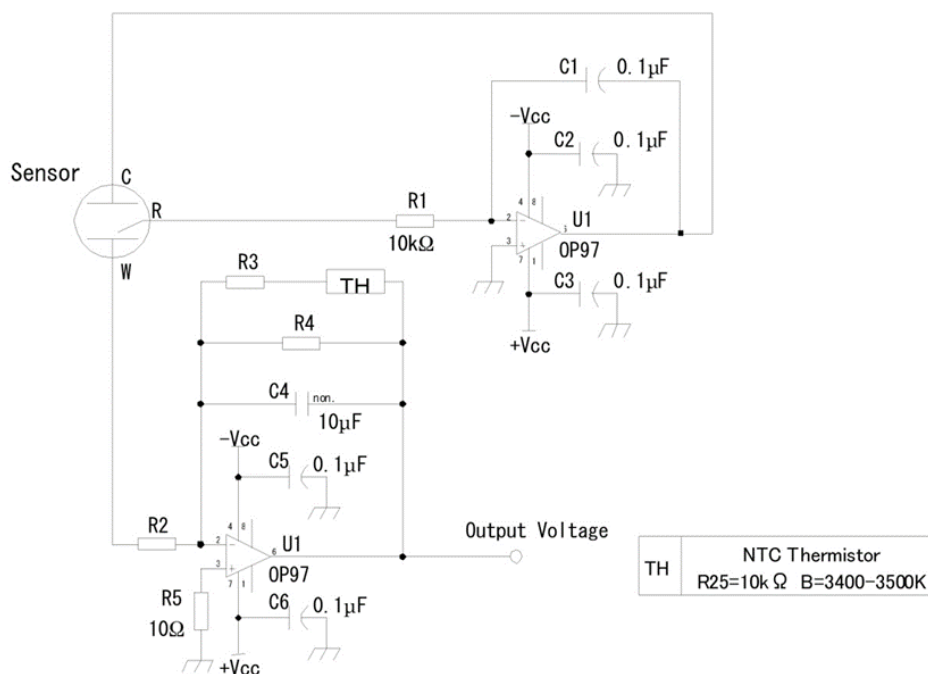 C1 0.1μF
-Vcc
C2 0.1μF
Sensor
C
R
R1
10kΩ
4 8
2
3
6
7 1
U1
OP97
W
R3
TH
C3 0.1μF
+Vcc
R4
C4 non.
10μF
-Vcc
C5 0.1μF
R2
4 8
2
3
6
7 1
U1
OP97
Output Voltage
R5
10Ω
C6 0.1μF
+Vcc
TH
NTC Thermistor
R25=10kΩ B=3400-3500K